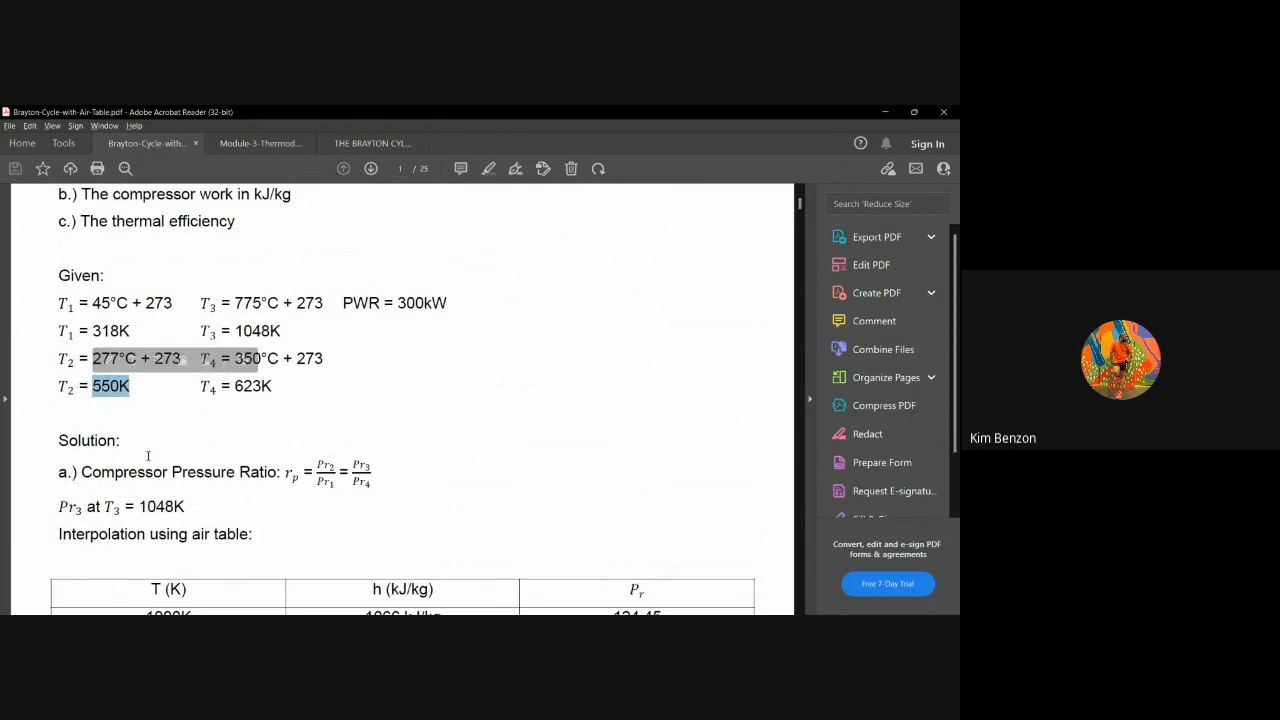 Brayton-Cycle-with-Air-Table.pdf - Adobe Acrobat Reader (32-bit)
File Edit View Sign Window Help
Home Tools Brayton-Cycle-with... × Module-3-Thermod... THE BRAYTON CYL... Sign In
1 / 25
b.) The compressor work in kJ/kg
c.) The thermal efficiency
Given:
T₁ = 45°C + 273 T₃ = 775°C + 273 PWR = 300kW
T₁ = 318K T₃ = 1048K
T₂ = 277°C + 273 T₄ = 350°C + 273
T₂ = 550K T₄ = 623K
Solution:
a.) Compressor Pressure Ratio: rₚ = Pr₂/Pr₁ = Pr₃/Pr₄
Pr₃ at T₃ = 1048K
Interpolation using air table:
T (K) h (kJ/kg) Pᵣ
Search 'Reduce Size'
Export PDF
Edit PDF
Create PDF
Comment
Combine Files
Organize Pages
Compress PDF
Redact
Prepare Form
Request E-signatu...
Convert, edit and e-sign PDF
forms & agreements
Free 7-Day Trial
Kim Benzon